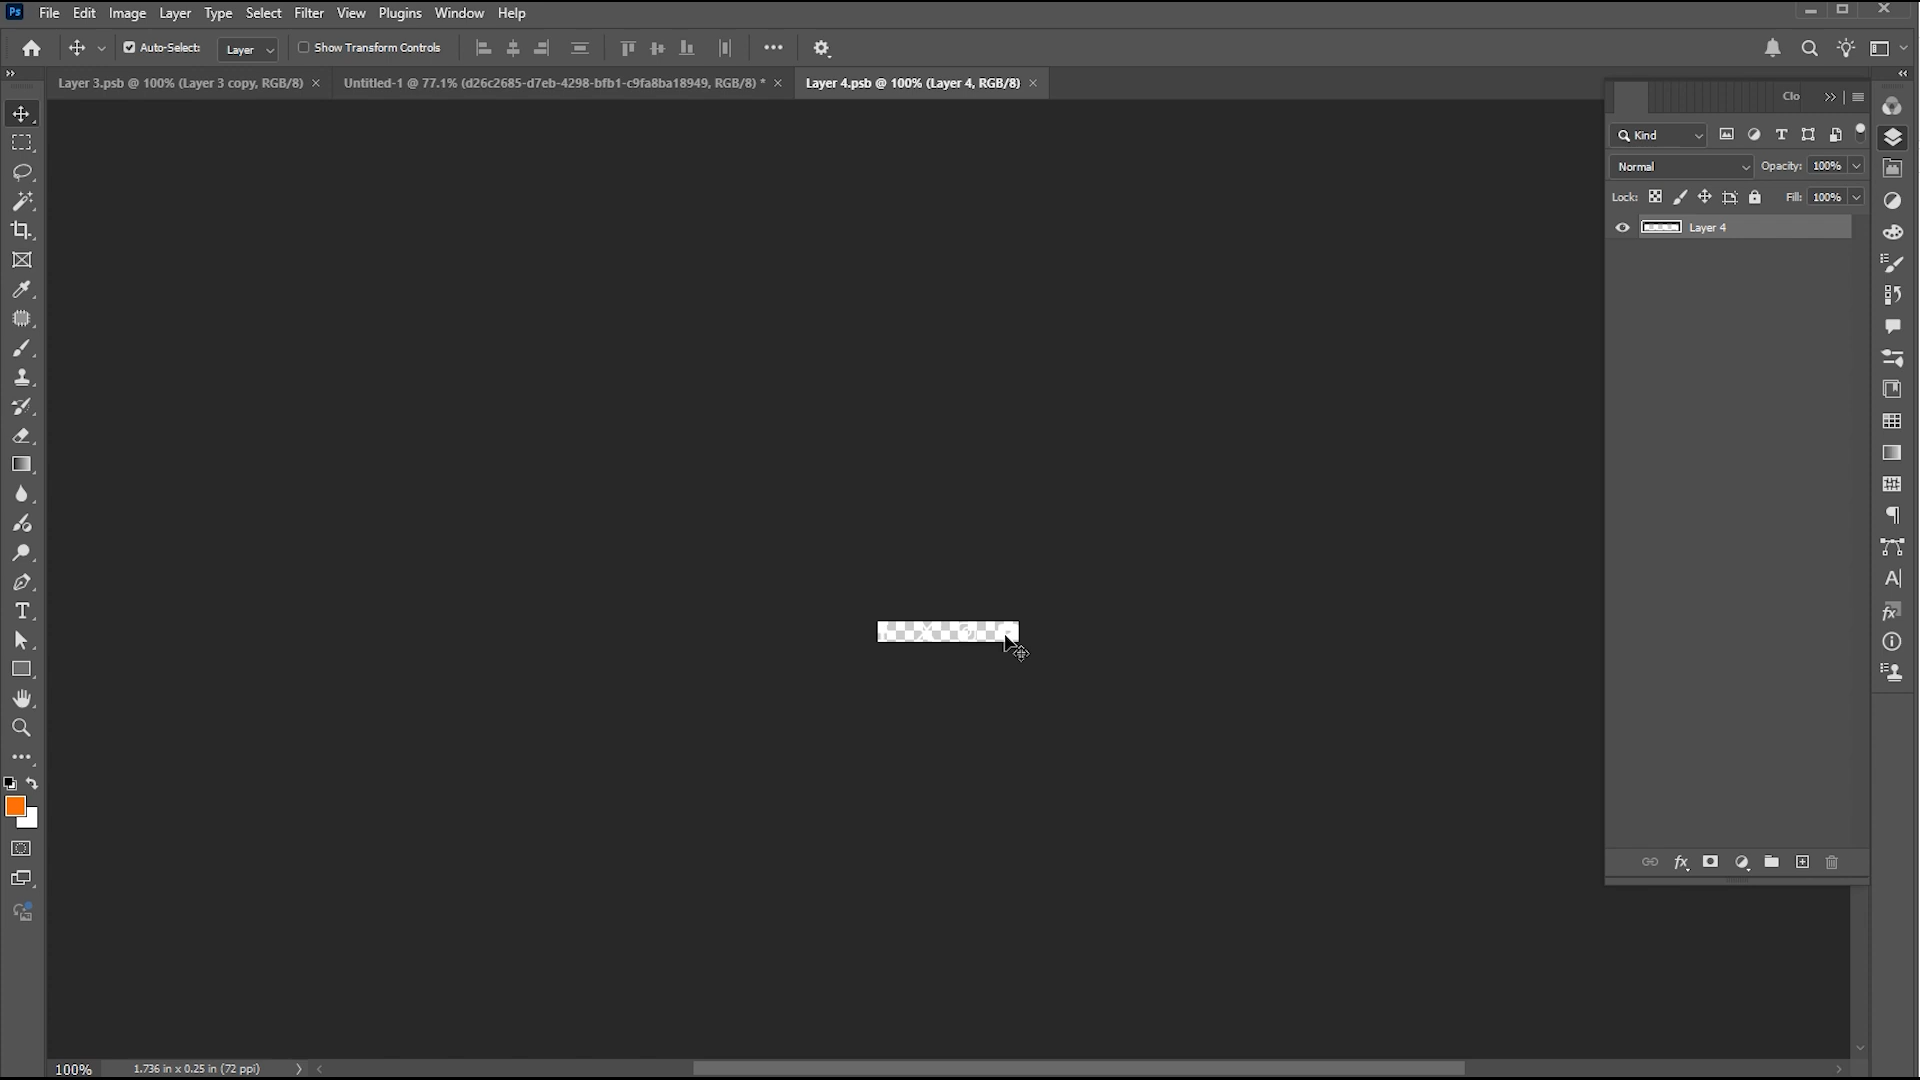 Ps File Edit Image Layer Type Select Filter View Plugins Window Help
Auto-Select: Layer Show Transform Controls
Layer 3.psb @ 100% (Layer 3 copy, RGB/8) × Untitled-1 @ 77.1% (d26c2685-d7eb-4298-bfb1-c9fa8ba18949, RGB/8) * × Layer 4.psb @ 100% (Layer 4, RGB/8) ×
Clo
Kind
Normal Opacity: 100%
Lock: Fill: 100%
Layer 4
100% 1.736 in x 0.25 in (72 ppi)